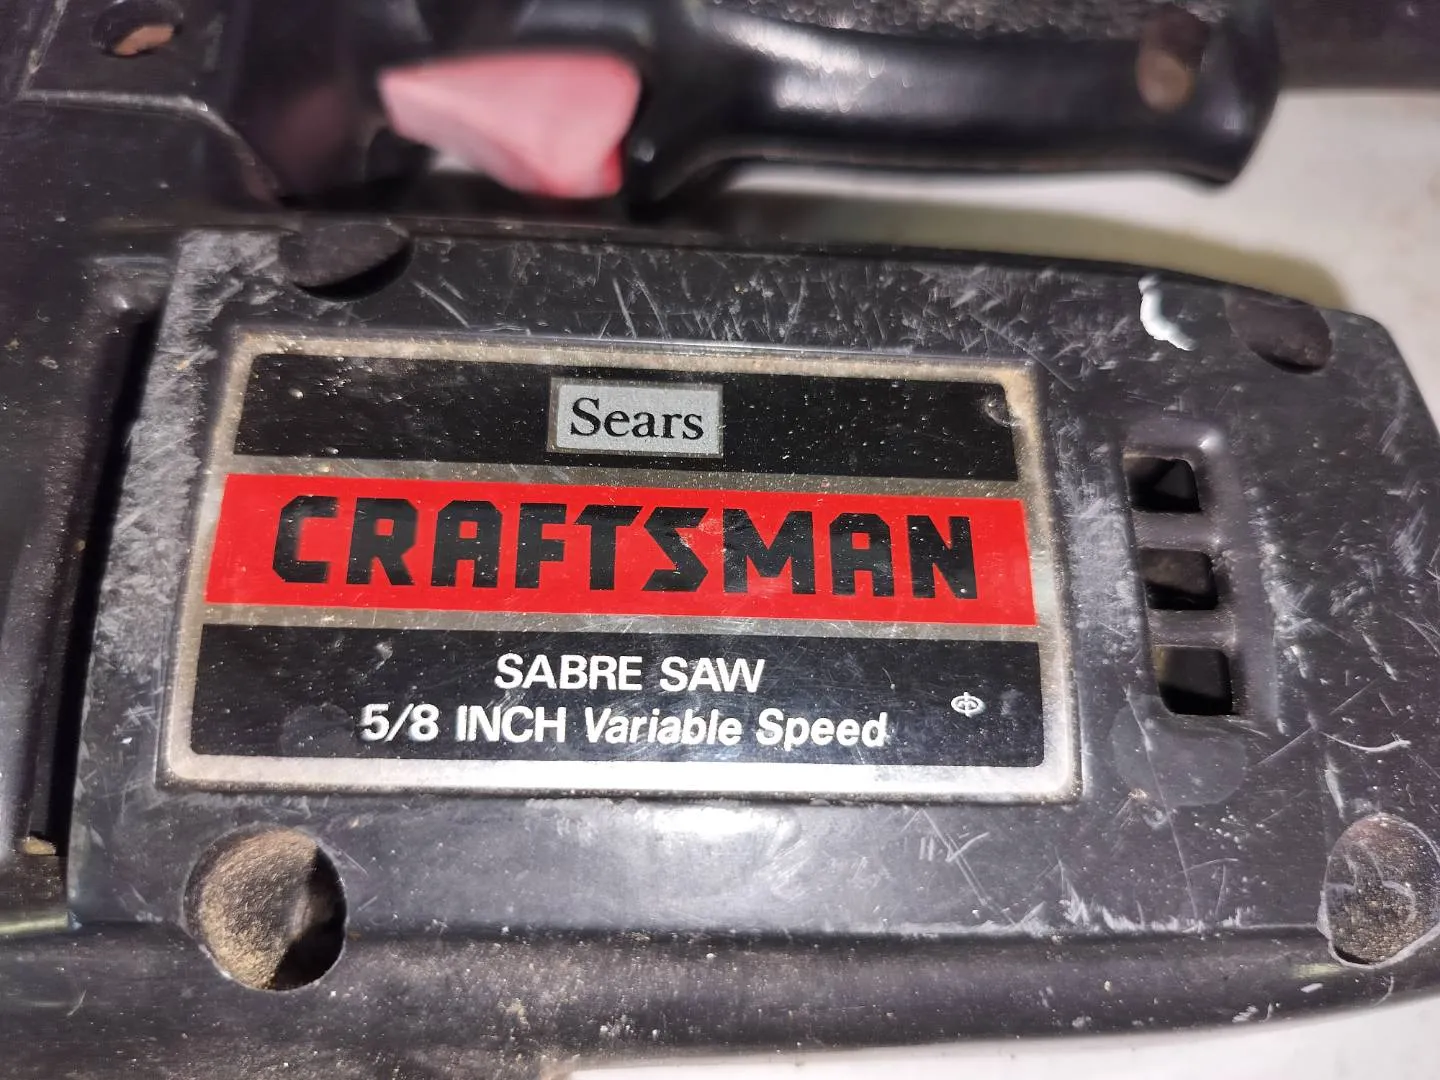 Sears
CRAFTSMAN
SABRE SAW
5/8 INCH Variable Speed